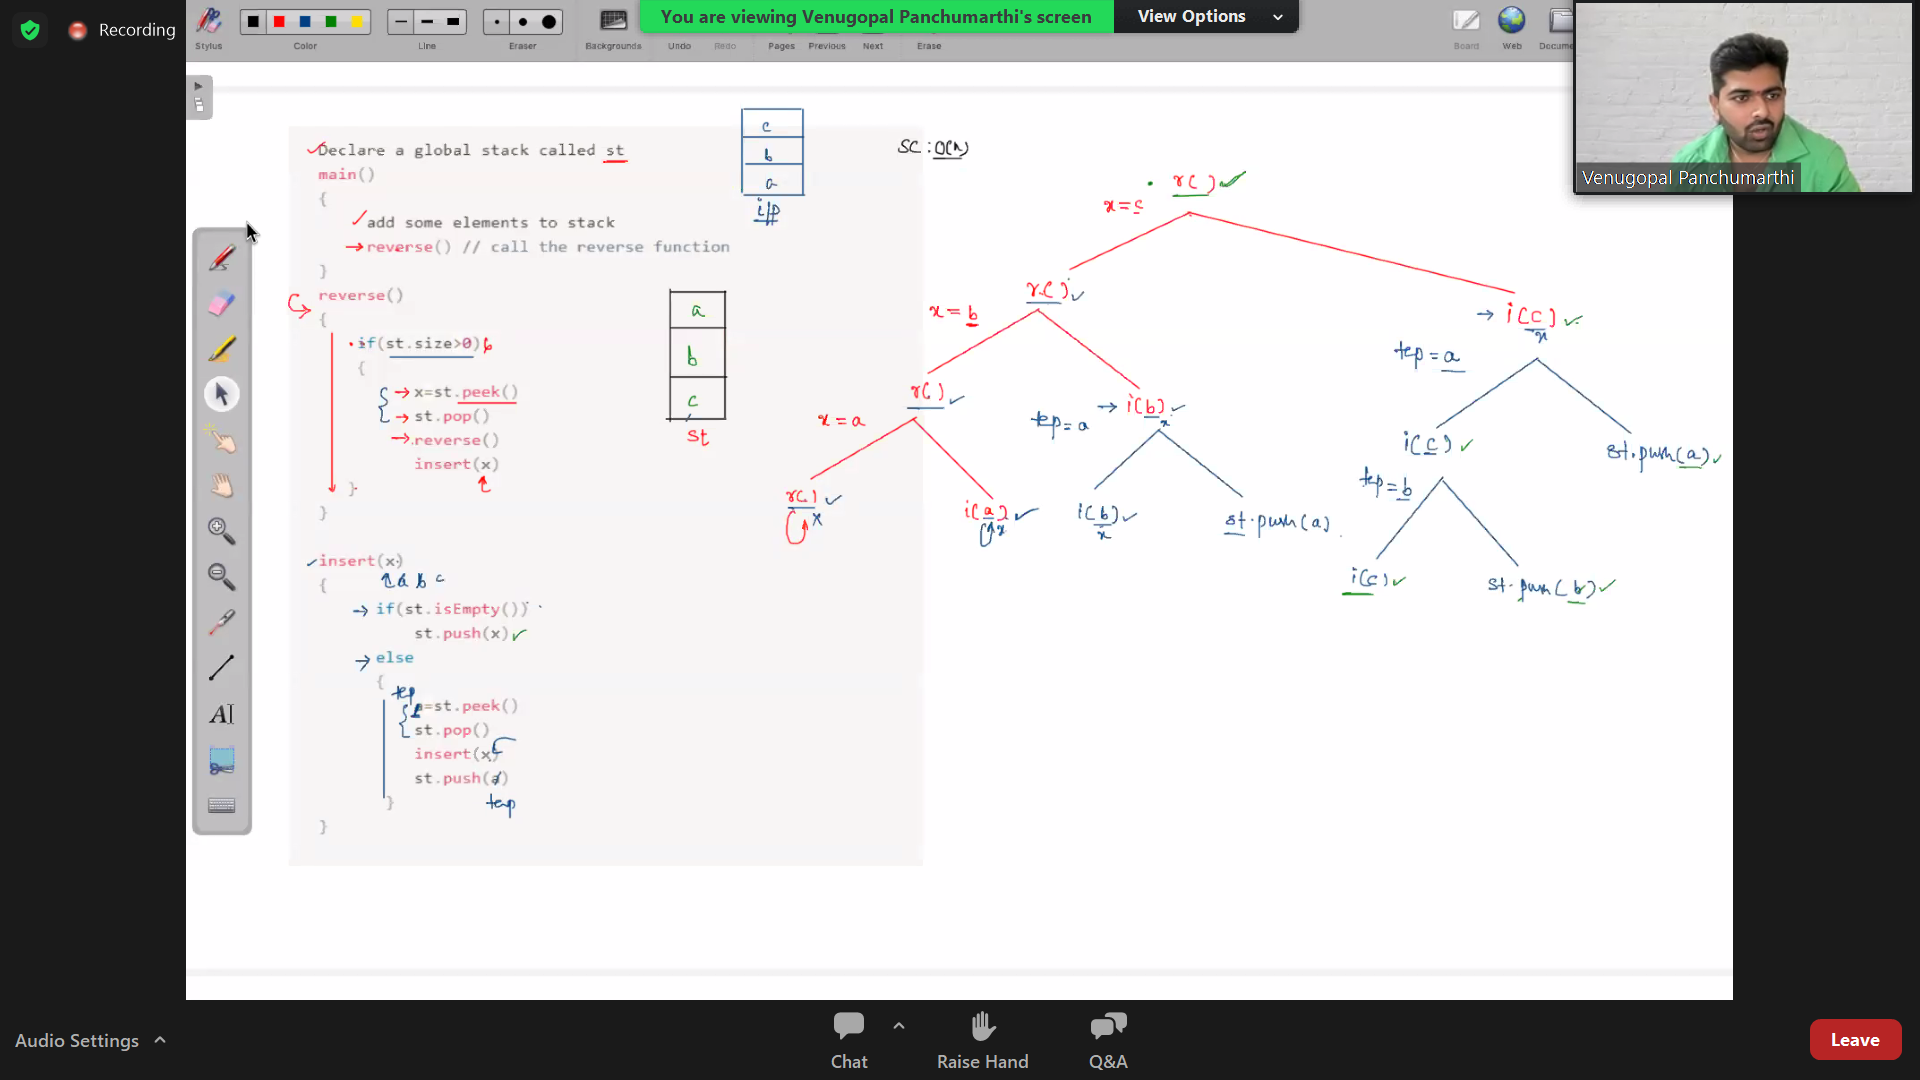 Recording
Stylus
Color
Line
Eraser
Backgrounds
Undo
Redo
Pages
Previous
Next
Erase
You are viewing Venugopal Panchumarthi's screen
View Options
Board
Web
Docume
Venugopal Panchumarthi
Declare a global stack called st
main()
{
add some elements to stack
reverse() // call the reverse function
}
reverse()
{
if(st.size>0)
{
x=st.peek()
st.pop()
reverse()
insert(x)
}
}
insert(x)
a b c
{
if(st.isEmpty())
st.push(x)
else
{
tep
=st.peek()
st.pop()
insert(x)
st.push(a)
temp
}
}
c
b
a
i/p
a
b
c
st
SC : O(n)
r( )
x = c
r( )
x = b
i(c)
x
tep = a
r( )
x = a
i(b)
x
tep = a
i(c)
st.push(a)
tep = b
r( )
x
i(a)
x
i(b)
x
st.push(a)
i(c)
st.push(b)
AI
Audio Settings
Chat
Raise Hand
Q&A
Leave